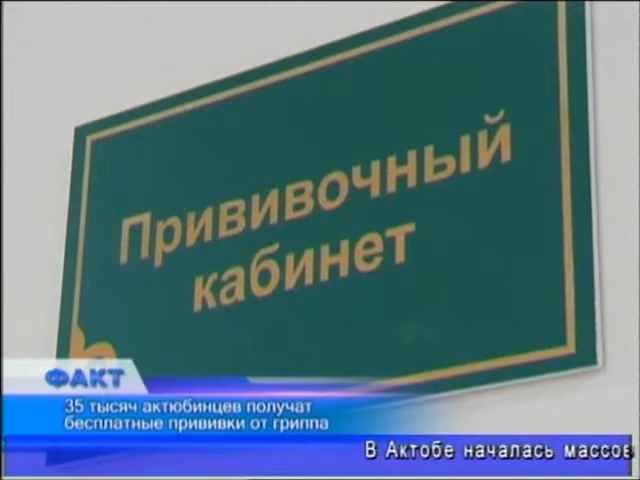 Прививочный
кабинет
ФАКТ
35 тысяч актюбинцев получат
бесплатные прививки от гриппа
В Актобе началась массов